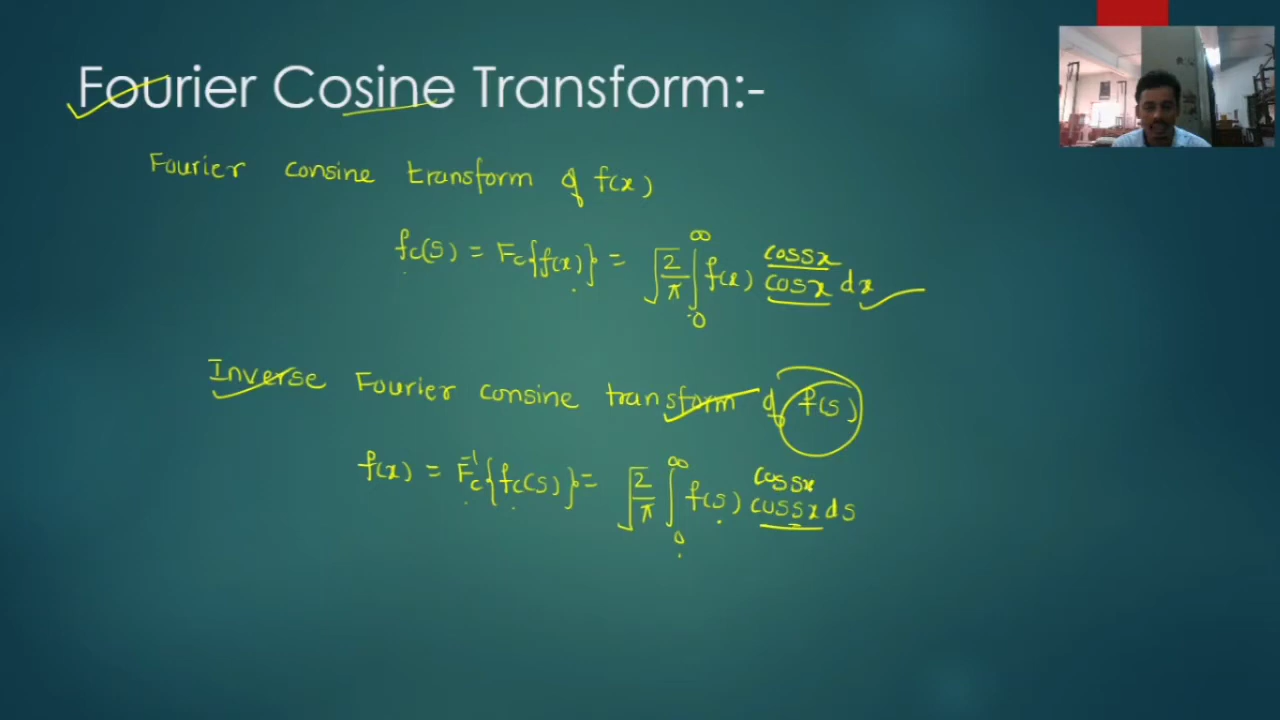 Fourier Cosine Transform:-
Fourier consine transform of f(x)
fc(s) = Fc{f(x)} = √2/π ∫0^∞ f(x) cosx dx
cossx
Inverse Fourier consine transform of f(s)
f(x) = Fc^-1{fc(s)} = √2/π ∫0^∞ f(s) cossx ds
cossx